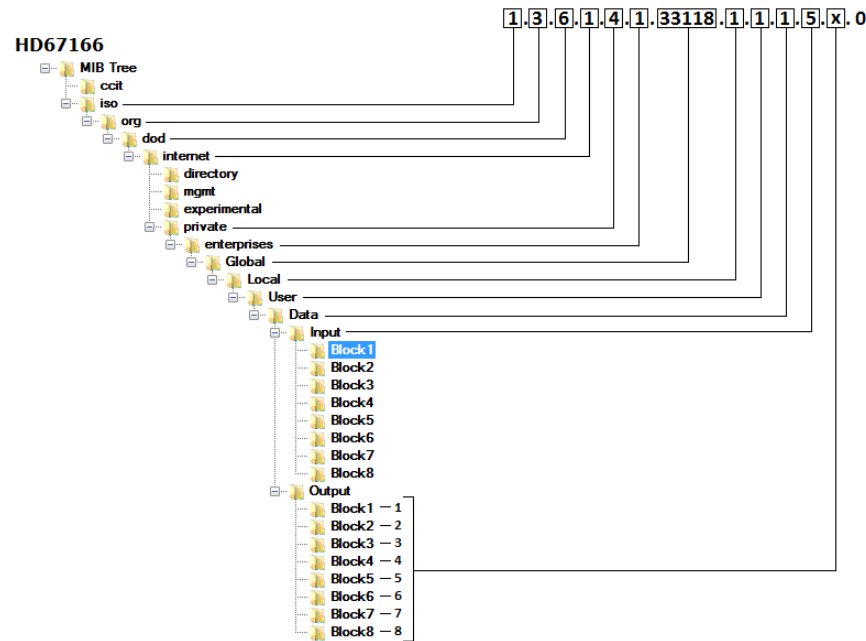 1.3.6.1.4.1.33118.1.1.1.5.x.0
HD67166
MIB Tree
ccit
iso
org
dod
internet
directory
mgmt
experimental
private
enterprises
Global
Local
User
Data
Input
Block1
Block2
Block3
Block4
Block5
Block6
Block7
Block8
Output
Block1 – 1
Block2 – 2
Block3 – 3
Block4 – 4
Block5 – 5
Block6 – 6
Block7 – 7
Block8 – 8